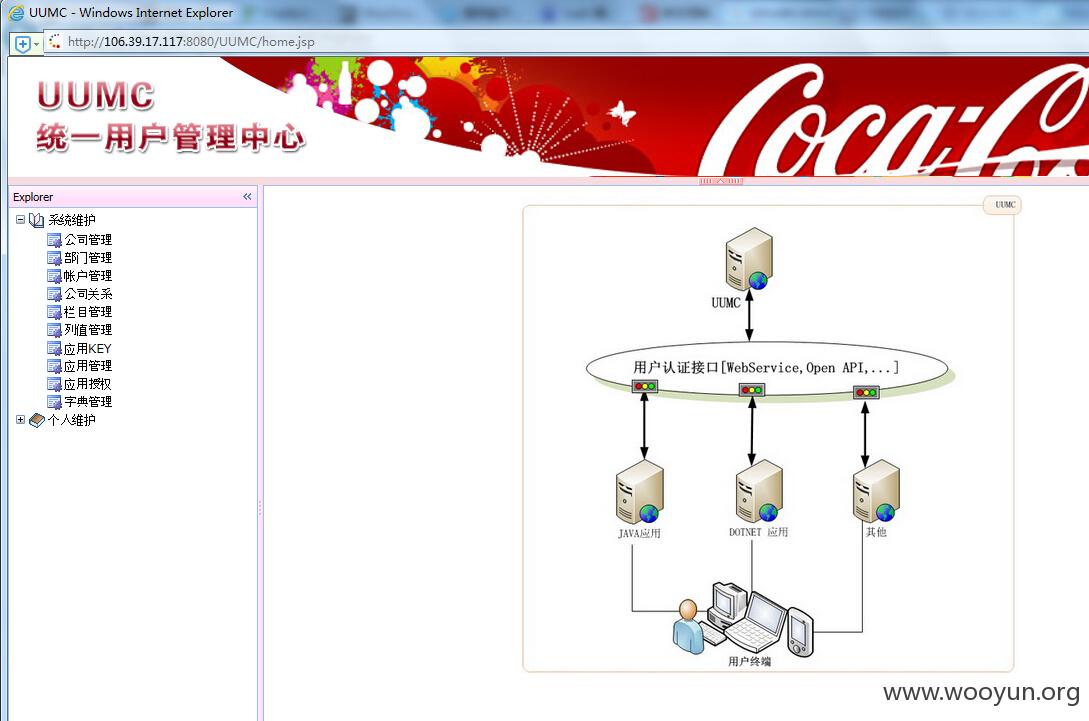 UUMC - Windows Internet Explorer
http://106.39.17.117:8080/UUMC/home.jsp
UUMC
统一用户管理中心
Coca-Co
Explorer
系统维护
公司管理
部门管理
帐户管理
公司关系
栏目管理
列值管理
应用KEY
应用管理
应用授权
字典管理
个人维护
UUMC
UUMC
用户认证接口[WebService,Open API,...]
JAVA应用
DOTNET 应用
其他
用户终端
www.wooyun.org